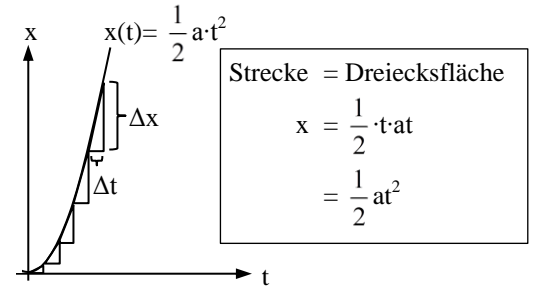 x
x(t)= 1/2 a·t²
Δx
Δt
t
Strecke = Dreiecksfläche
x = 1/2 ·t·at
= 1/2 at²